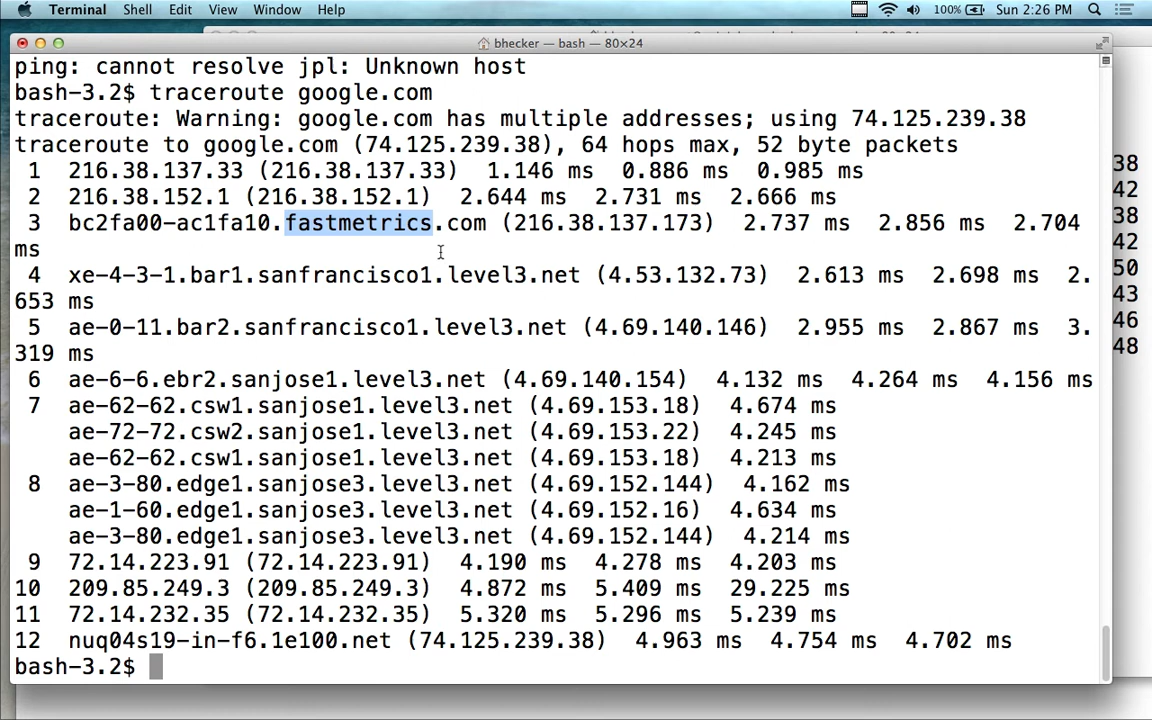 Terminal Shell Edit View Window Help 100% Sun 2:26 PM
bhecker — bash — 80×24
ping: cannot resolve jpl: Unknown host
bash-3.2$ traceroute google.com
traceroute: Warning: google.com has multiple addresses; using 74.125.239.38
traceroute to google.com (74.125.239.38), 64 hops max, 52 byte packets
1 216.38.137.33 (216.38.137.33) 1.146 ms 0.886 ms 0.985 ms
2 216.38.152.1 (216.38.152.1) 2.644 ms 2.731 ms 2.666 ms
3 bc2fa00-ac1fa10.fastmetrics.com (216.38.137.173) 2.737 ms 2.856 ms 2.704
ms
4 xe-4-3-1.bar1.sanfrancisco1.level3.net (4.53.132.73) 2.613 ms 2.698 ms 2.
653 ms
5 ae-0-11.bar2.sanfrancisco1.level3.net (4.69.140.146) 2.955 ms 2.867 ms 3.
319 ms
6 ae-6-6.ebr2.sanjose1.level3.net (4.69.140.154) 4.132 ms 4.264 ms 4.156 ms
7 ae-62-62.csw1.sanjose1.level3.net (4.69.153.18) 4.674 ms
ae-72-72.csw2.sanjose1.level3.net (4.69.153.22) 4.245 ms
ae-62-62.csw1.sanjose1.level3.net (4.69.153.18) 4.213 ms
8 ae-3-80.edge1.sanjose3.level3.net (4.69.152.144) 4.162 ms
ae-1-60.edge1.sanjose3.level3.net (4.69.152.16) 4.634 ms
ae-3-80.edge1.sanjose3.level3.net (4.69.152.144) 4.214 ms
9 72.14.223.91 (72.14.223.91) 4.190 ms 4.278 ms 4.203 ms
10 209.85.249.3 (209.85.249.3) 4.872 ms 5.409 ms 29.225 ms
11 72.14.232.35 (72.14.232.35) 5.320 ms 5.296 ms 5.239 ms
12 nuq04s19-in-f6.1e100.net (74.125.239.38) 4.963 ms 4.754 ms 4.702 ms
bash-3.2$
38
42
38
42
50
43
46
48